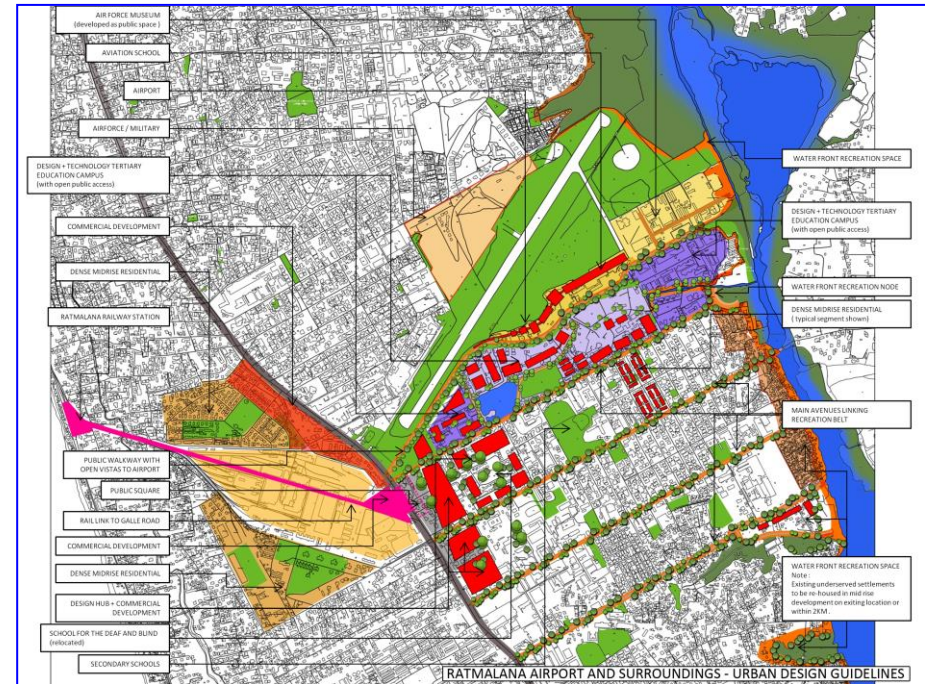 AIR FORCE MUSEUM
(developed as public space )
AVIATION SCHOOL
AIRPORT
AIRFORCE / MILITARY
DESIGN + TECHNOLOGY TERTIARY
EDUCATION CAMPUS
(with open public access)
COMMERCIAL DEVELOPMENT
DENSE MIDRISE RESIDENTIAL
RATMALANA RAILWAY STATION
PUBLIC WALKWAY WITH
OPEN VISTAS TO AIRPORT
PUBLIC SQUARE
RAIL LINK TO GALLE ROAD
COMMERCIAL DEVELOPMENT
DENSE MIDRISE RESIDENTIAL
DESIGN HUB + COMMERCIAL
DEVELOPMENT
SCHOOL FOR THE DEAF AND BLIND
(relocated)
SECONDARY SCHOOLS
WATER FRONT RECREATION SPACE
DESIGN + TECHNOLOGY TERTIARY
EDUCATION CAMPUS
(with open public access)
WATER FRONT RECREATION NODE
DENSE MIDRISE RESIDENTIAL
( typical segment shown)
MAIN AVENUES LINKING
RECREATION BELT
WATER FRONT RECREATION SPACE
Note :
Existing underserved settlements
to be re-housed in mid rise
development on exiting location or
within 2KM .
RATMALANA AIRPORT AND SURROUNDINGS - URBAN DESIGN GUIDELINES